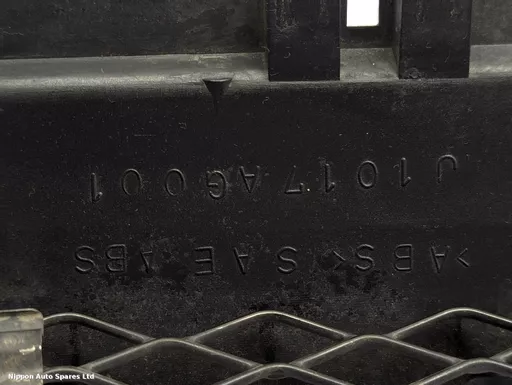 J1017AG001
>ABS< SAE ABS
Nippon Auto Spares Ltd